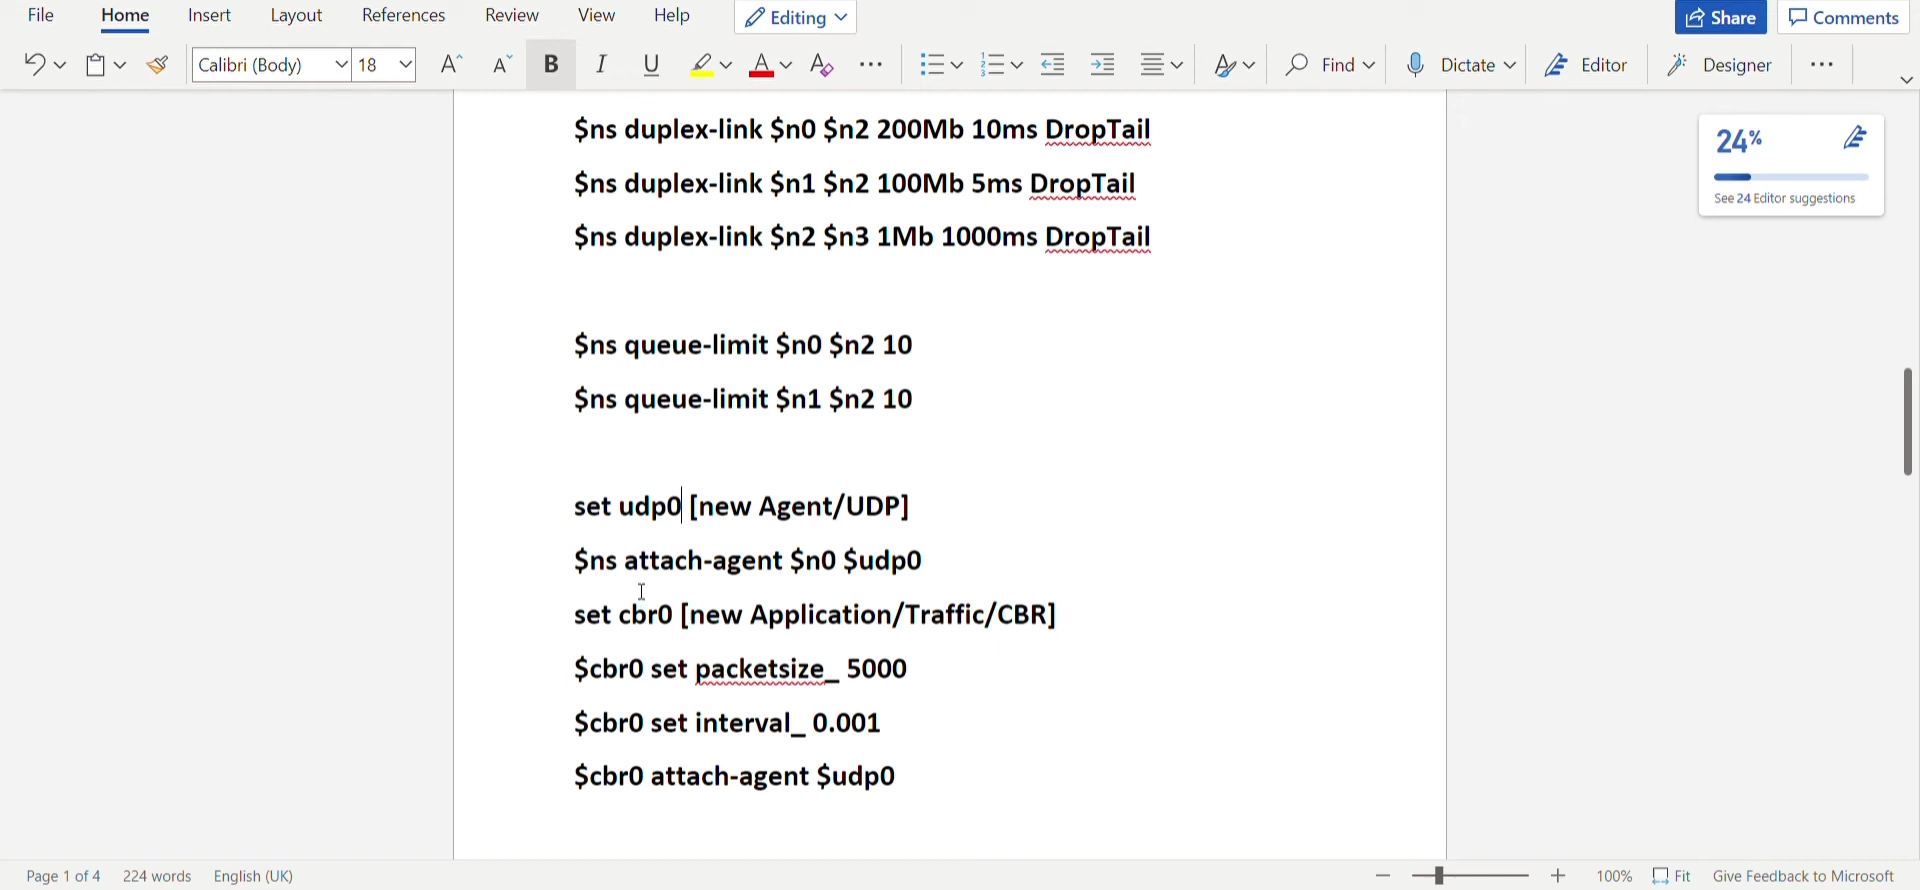 File Home Insert Layout References Review View Help Editing Share Comments
Calibri (Body) 18 B I U A Find Dictate Editor Designer
$ns duplex-link $n0 $n2 200Mb 10ms DropTail
$ns duplex-link $n1 $n2 100Mb 5ms DropTail
$ns duplex-link $n2 $n3 1Mb 1000ms DropTail
$ns queue-limit $n0 $n2 10
$ns queue-limit $n1 $n2 10
set udp0 [new Agent/UDP]
$ns attach-agent $n0 $udp0
set cbr0 [new Application/Traffic/CBR]
$cbr0 set packetsize_ 5000
$cbr0 set interval_ 0.001
$cbr0 attach-agent $udp0
24%
See 24 Editor suggestions
Page 1 of 4 224 words English (UK) 100% Fit Give Feedback to Microsoft